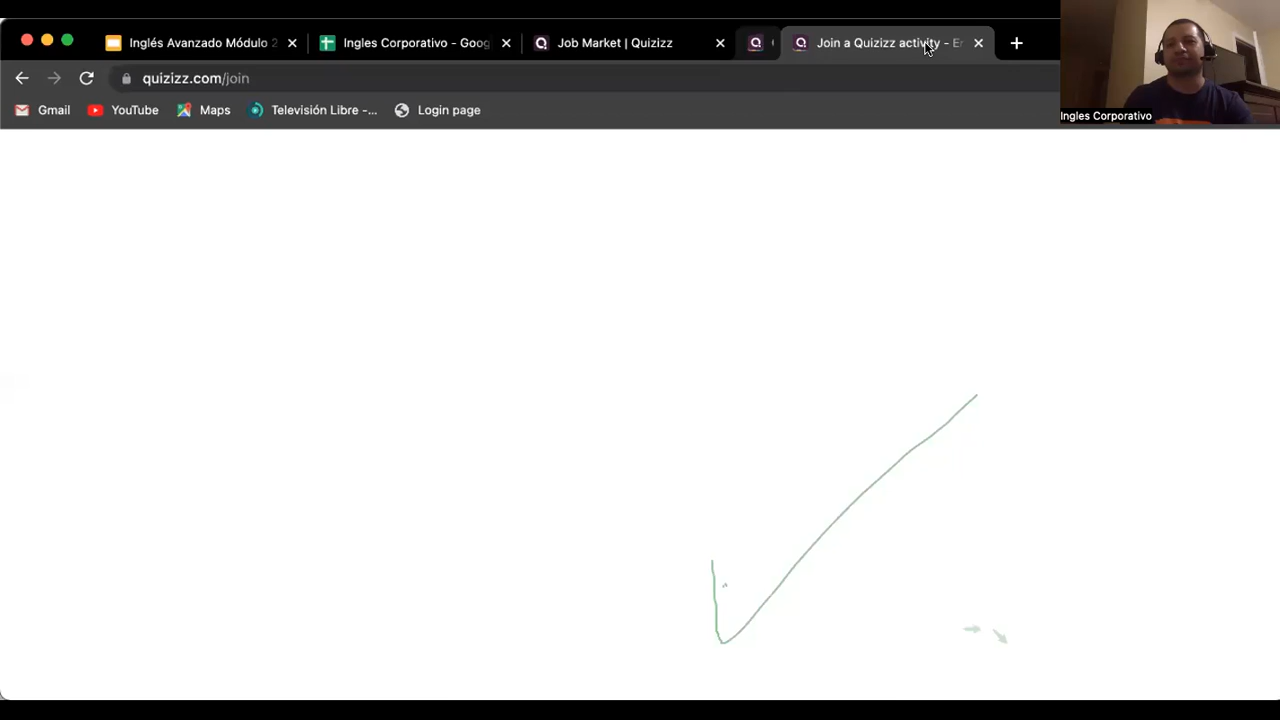 Inglés Avanzado Módulo 2
Ingles Corporativo - Goog
Job Market | Quizizz
Join a Quizizz activity - En
quizizz.com/join
Gmail
YouTube
Maps
Televisión Libre -...
Login page
Ingles Corporativo